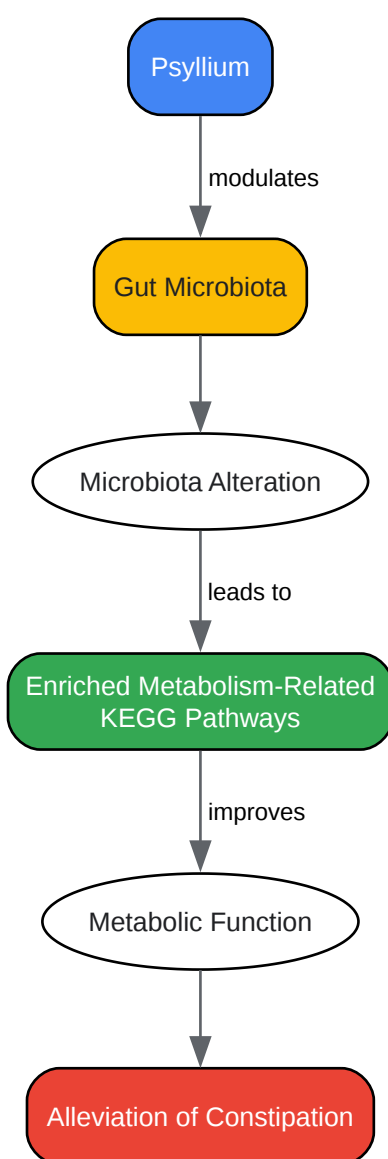 Psyllium
modulates
Gut Microbiota
Microbiota Alteration
leads to
Enriched Metabolism-Related
KEGG Pathways
improves
Metabolic Function
Alleviation of Constipation